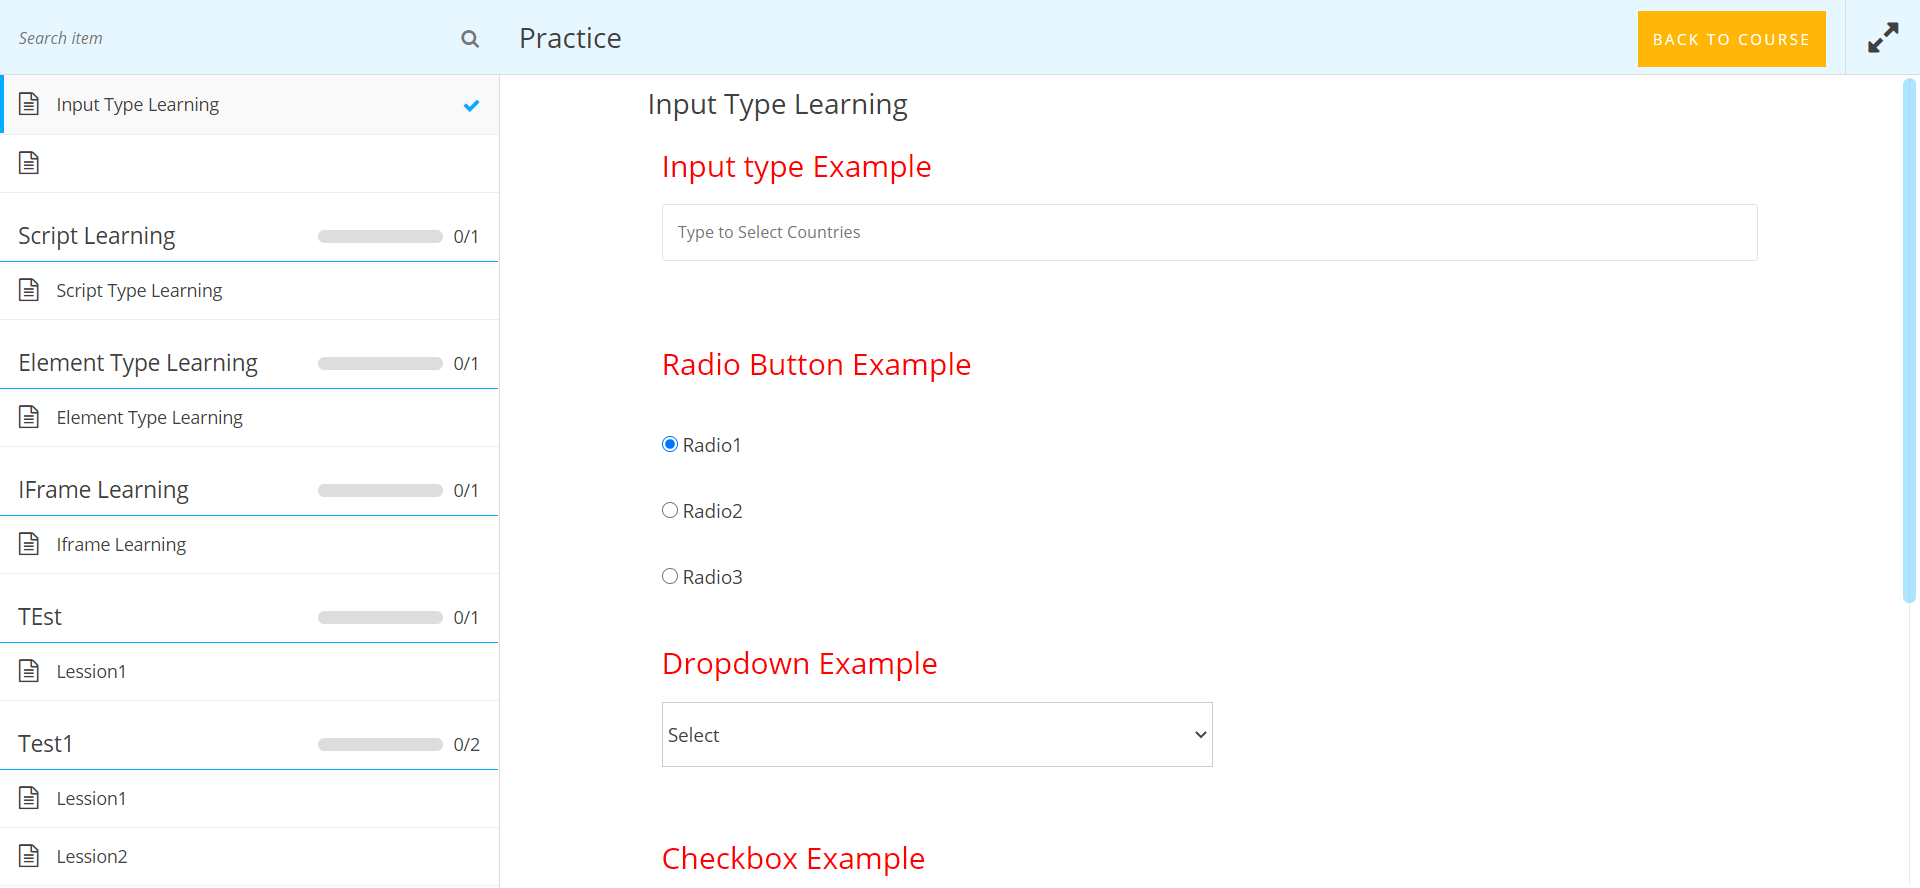 Search item
Practice
BACK TO COURSE
Input Type Learning
Script Learning 0/1
Script Type Learning
Element Type Learning 0/1
Element Type Learning
IFrame Learning 0/1
Iframe Learning
TEst 0/1
Lession1
Test1 0/2
Lession1
Lession2
Input Type Learning
Input type Example
Type to Select Countries
Radio Button Example
Radio1
Radio2
Radio3
Dropdown Example
Select
Checkbox Example